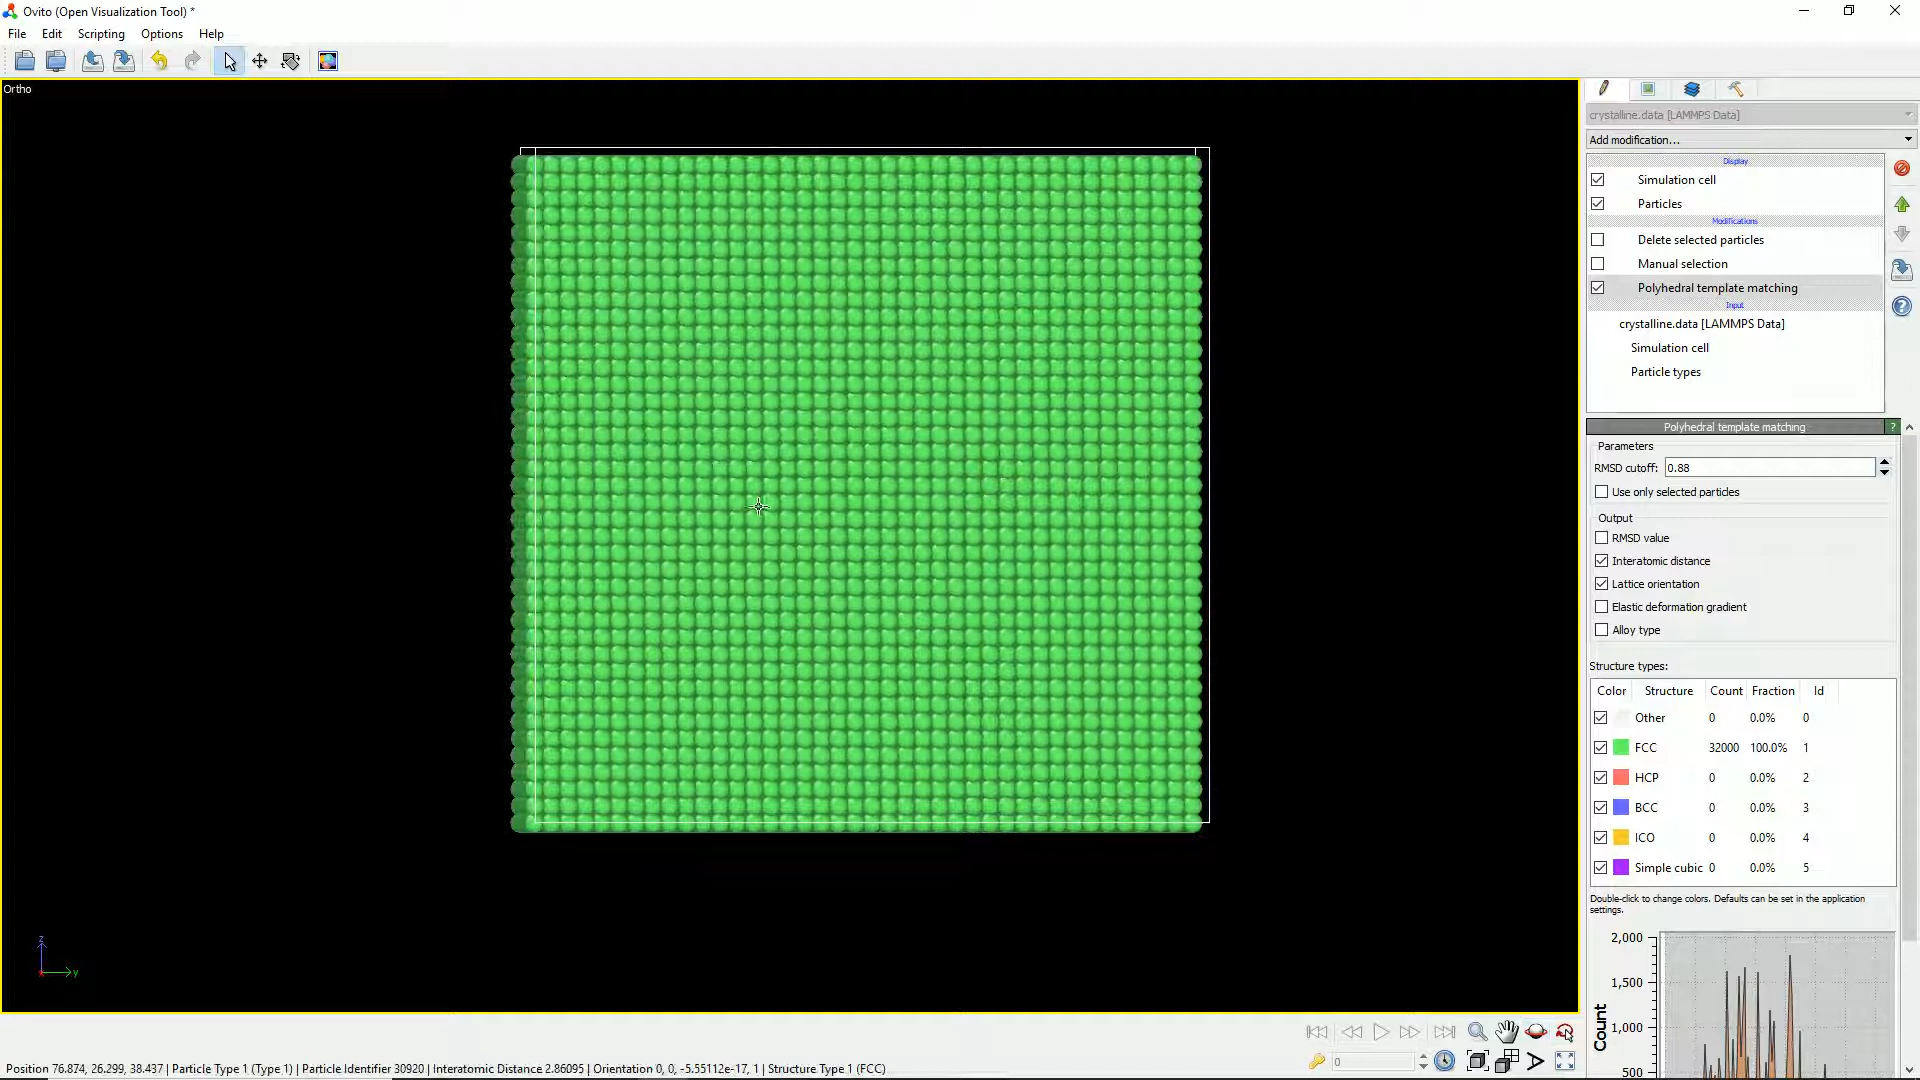 Ovito (Open Visualization Tool) *
File Edit Scripting Options Help
Ortho
crystalline.data [LAMMPS Data]
Add modification...
Display
Simulation cell
Particles
Modifications
Delete selected particles
Manual selection
Polyhedral template matching
Input
crystalline.data [LAMMPS Data]
Simulation cell
Particle types
Polyhedral template matching ?
Parameters
RMSD cutoff: 0.88
Use only selected particles
Output
RMSD value
Interatomic distance
Lattice orientation
Elastic deformation gradient
Alloy type
Structure types:
Color Structure Count Fraction Id
Other 0 0.0% 0
FCC 32000 100.0% 1
HCP 0 0.0% 2
BCC 0 0.0% 3
ICO 0 0.0% 4
Simple cubic 0 0.0% 5
Double-click to change colors. Defaults can be set in the application
settings.
2,000
1,500
1,000
500
Count
z
y
0
Position 76.874, 26.299, 38.437 | Particle Type 1 (Type 1) | Particle Identifier 30920 | Interatomic Distance 2.86095 | Orientation 0, 0, -5.55112e-17, 1 | Structure Type 1 (FCC)